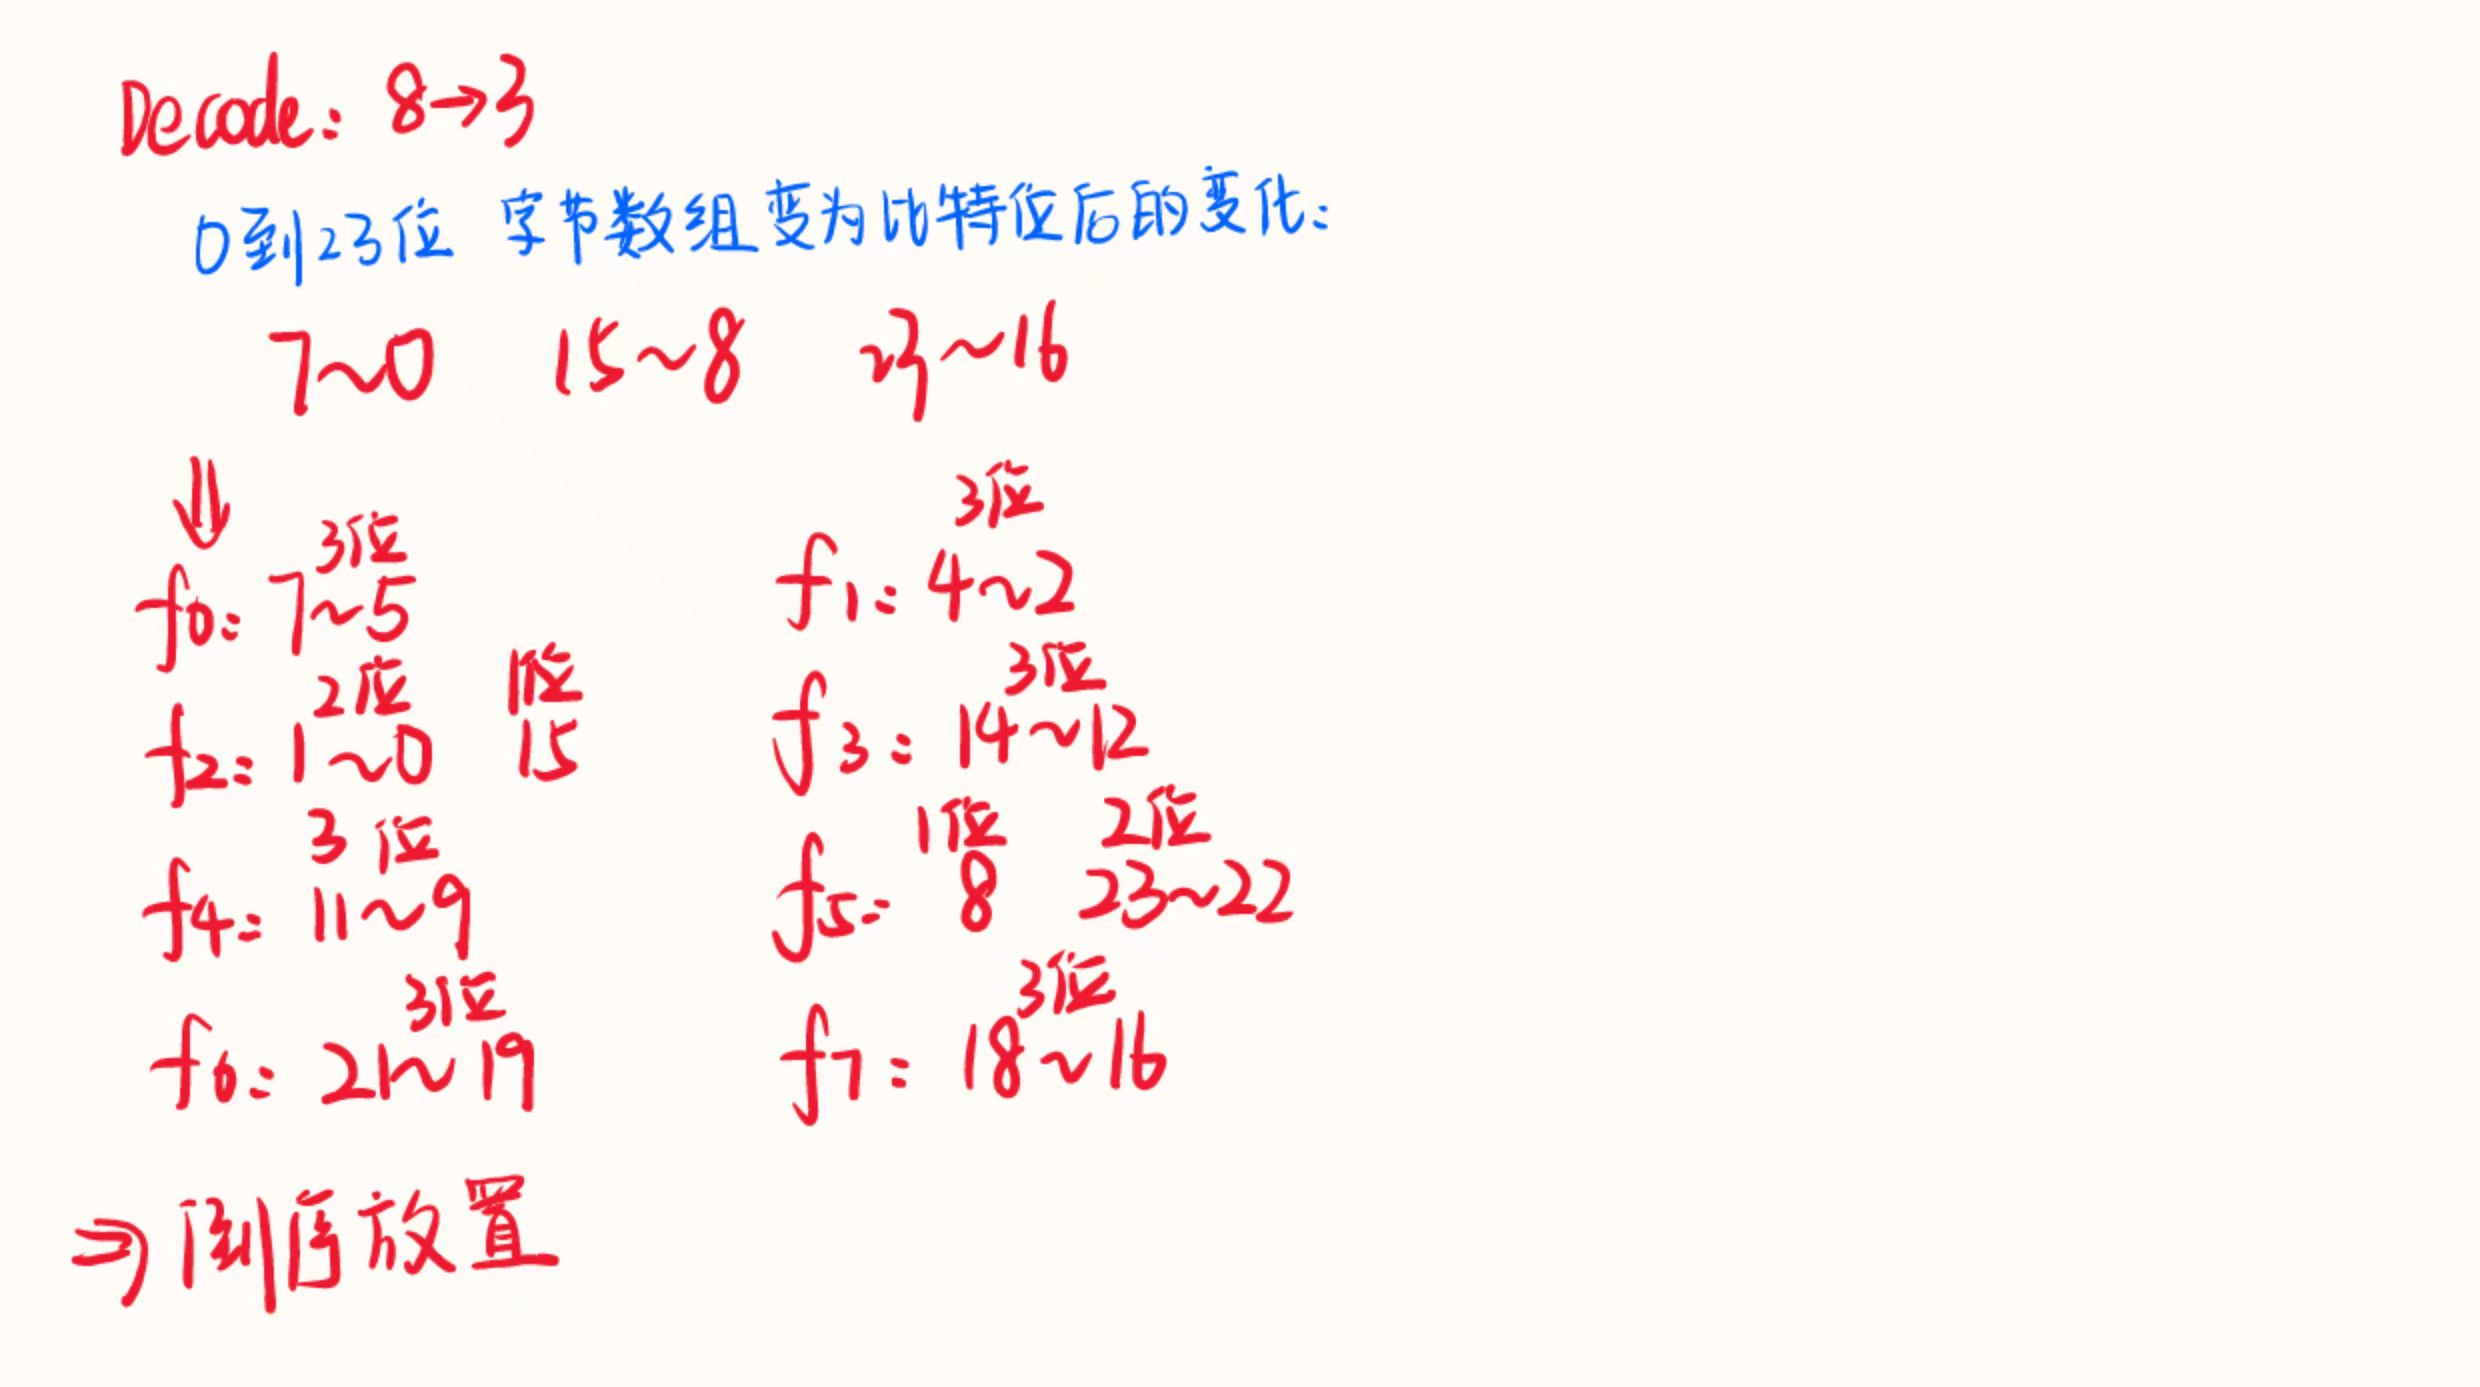 Decode: 8→3
0到23位 字节数组变为比特位后的变化:
7~0 15~8 23~16
⇓
3位 3位
f0: 7~5 f1: 4~2
2位 1位 3位
f2: 1~0 15 f3: 14~12
3位 1位 2位
f4: 11~9 f5: 8 23~22
3位 3位
f6: 21~19 f7: 18~16
⇒ 倒序放置